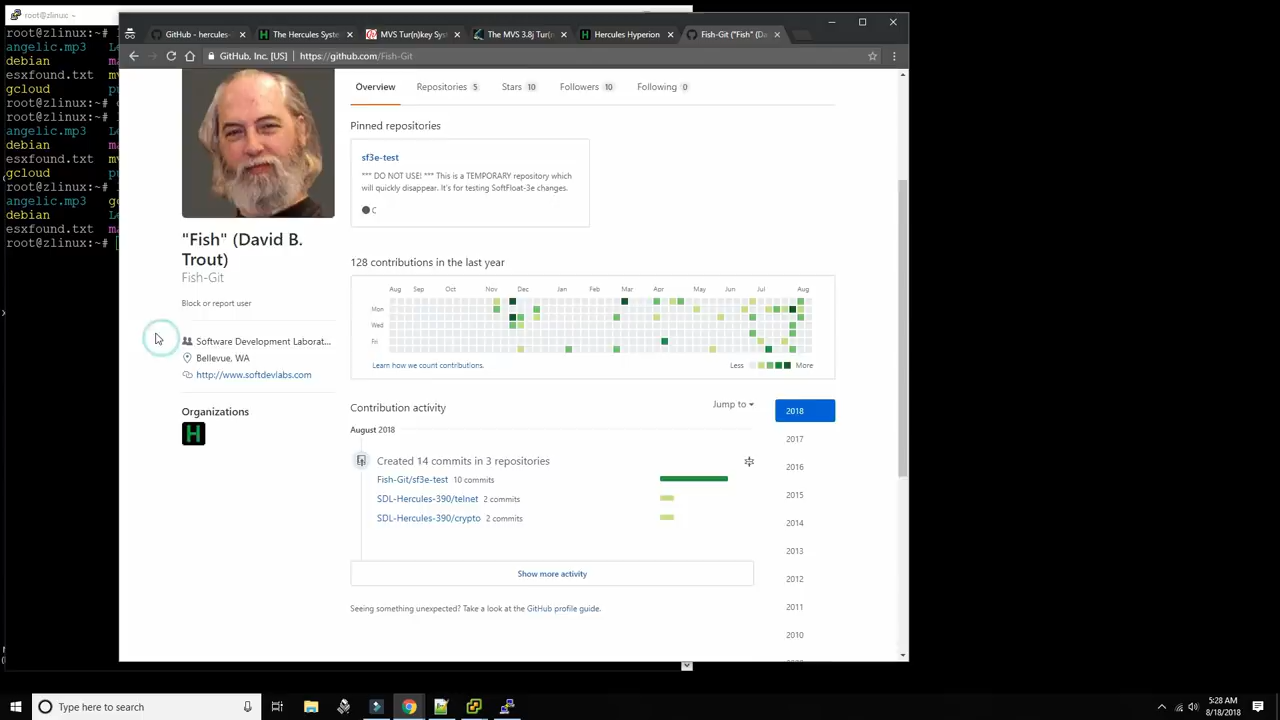 root@zlinux: ~
GitHub - hercules-
The Hercules Syste
MVS Tur(n)key Sys
The MVS 3.8j Tur(n
Hercules Hyperion
Fish-Git ("Fish" (Da
GitHub, Inc. [US]
https://github.com/Fish-Git
root@zlinux:~#
angelic.mp3
debian
esxfound.txt
gcloud
root@zlinux:~#
angelic.mp3
debian
esxfound.txt
gcloud
root@zlinux:~#
angelic.mp3
debian
esxfound.txt
root@zlinux:~#
Overview
Repositories 5
Stars 10
Followers 10
Following 0
Pinned repositories
sf3e-test
*** DO NOT USE! *** This is a TEMPORARY repository which
will quickly disappear. It's for testing SoftFloat-3e changes.
C
"Fish" (David B.
Trout)
Fish-Git
Block or report user
Software Development Laborat...
Bellevue, WA
http://www.softdevlabs.com
Organizations
H
128 contributions in the last year
Aug Sep Oct Nov Dec Jan Feb Mar Apr May Jun Jul Aug
Mon
Wed
Fri
Learn how we count contributions.
Less
More
Contribution activity
Jump to
2018
2017
2016
2015
2014
2013
2012
2011
2010
August 2018
Created 14 commits in 3 repositories
Fish-Git/sf3e-test 10 commits
SDL-Hercules-390/telnet 2 commits
SDL-Hercules-390/crypto 2 commits
Show more activity
Seeing something unexpected? Take a look at the GitHub profile guide.
Type here to search
5:28 AM
8/18/2018